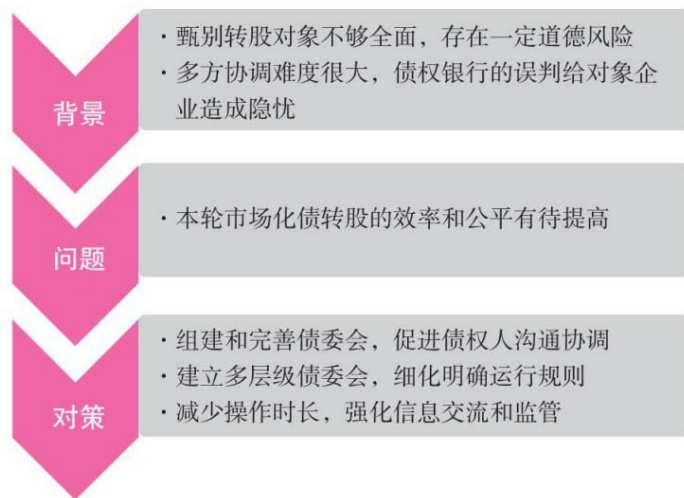 背景
·甄别转股对象不够全面，存在一定道德风险
·多方协调难度很大，债权银行的误判给对象企
业造成隐忧
问题
·本轮市场化债转股的效率和公平有待提高
对策
·组建和完善债委会，促进债权人沟通协调
·建立多层级债委会，细化明确运行规则
·减少操作时长，强化信息交流和监管